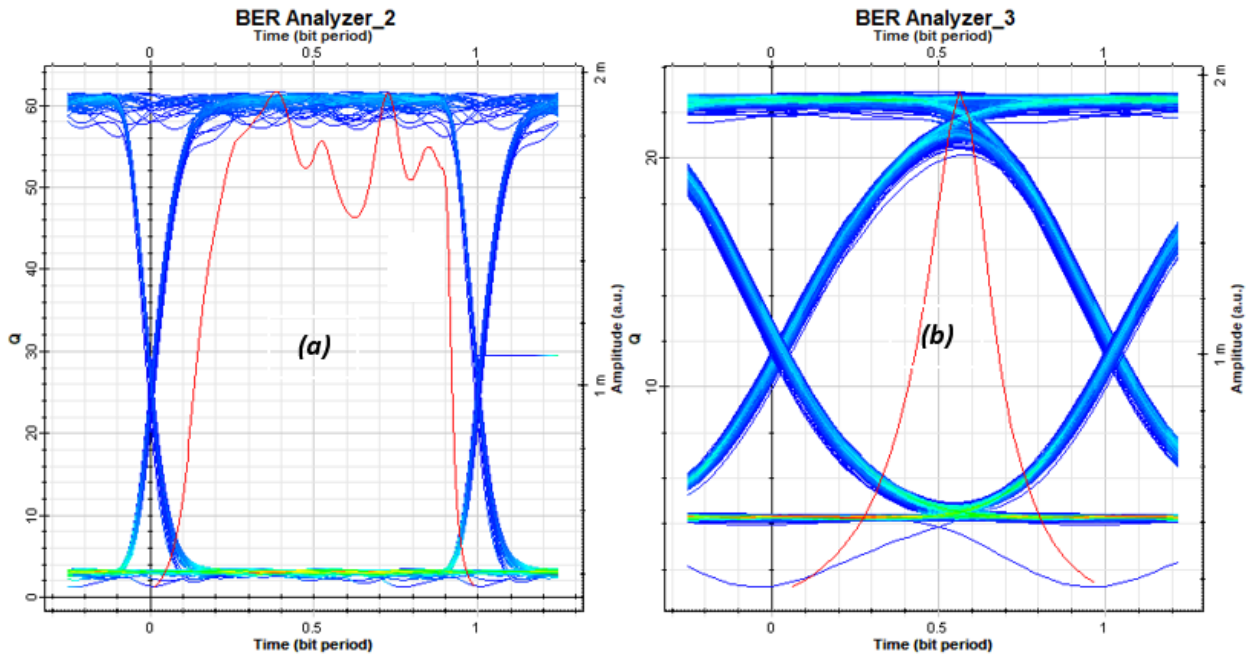 BER Analyzer_2
Time (bit period)
0 0.5 1
Q
0 10 20 30 40 50 60
(a)
1 m 2 m
Amplitude (a.u.)
0 0.5 1
Time (bit period)
BER Analyzer_3
Time (bit period)
0 0.5 1
Q
10 20
(b)
1 m 2 m
Amplitude (a.u.)
0 0.5 1
Time (bit period)